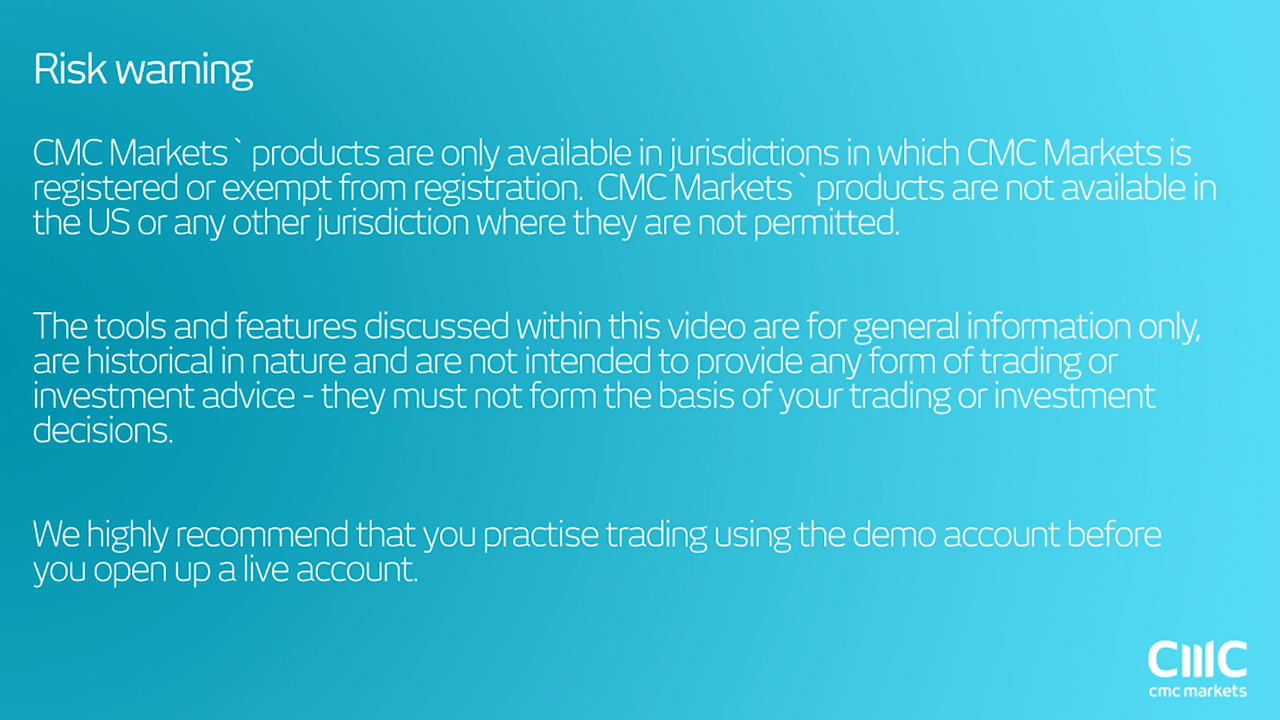 Risk warning
CMC Markets` products are only available in jurisdictions in which CMC Markets is
registered or exempt from registration.  CMC Markets` products are not available in
the US or any other jurisdiction where they are not permitted.
The tools and features discussed within this video are for general information only,
are historical in nature and are not intended to provide any form of trading or
investment advice - they must not form the basis of your trading or investment
decisions.
We highly recommend that you practise trading using the demo account before
you open up a live account.
CMC
cmc markets